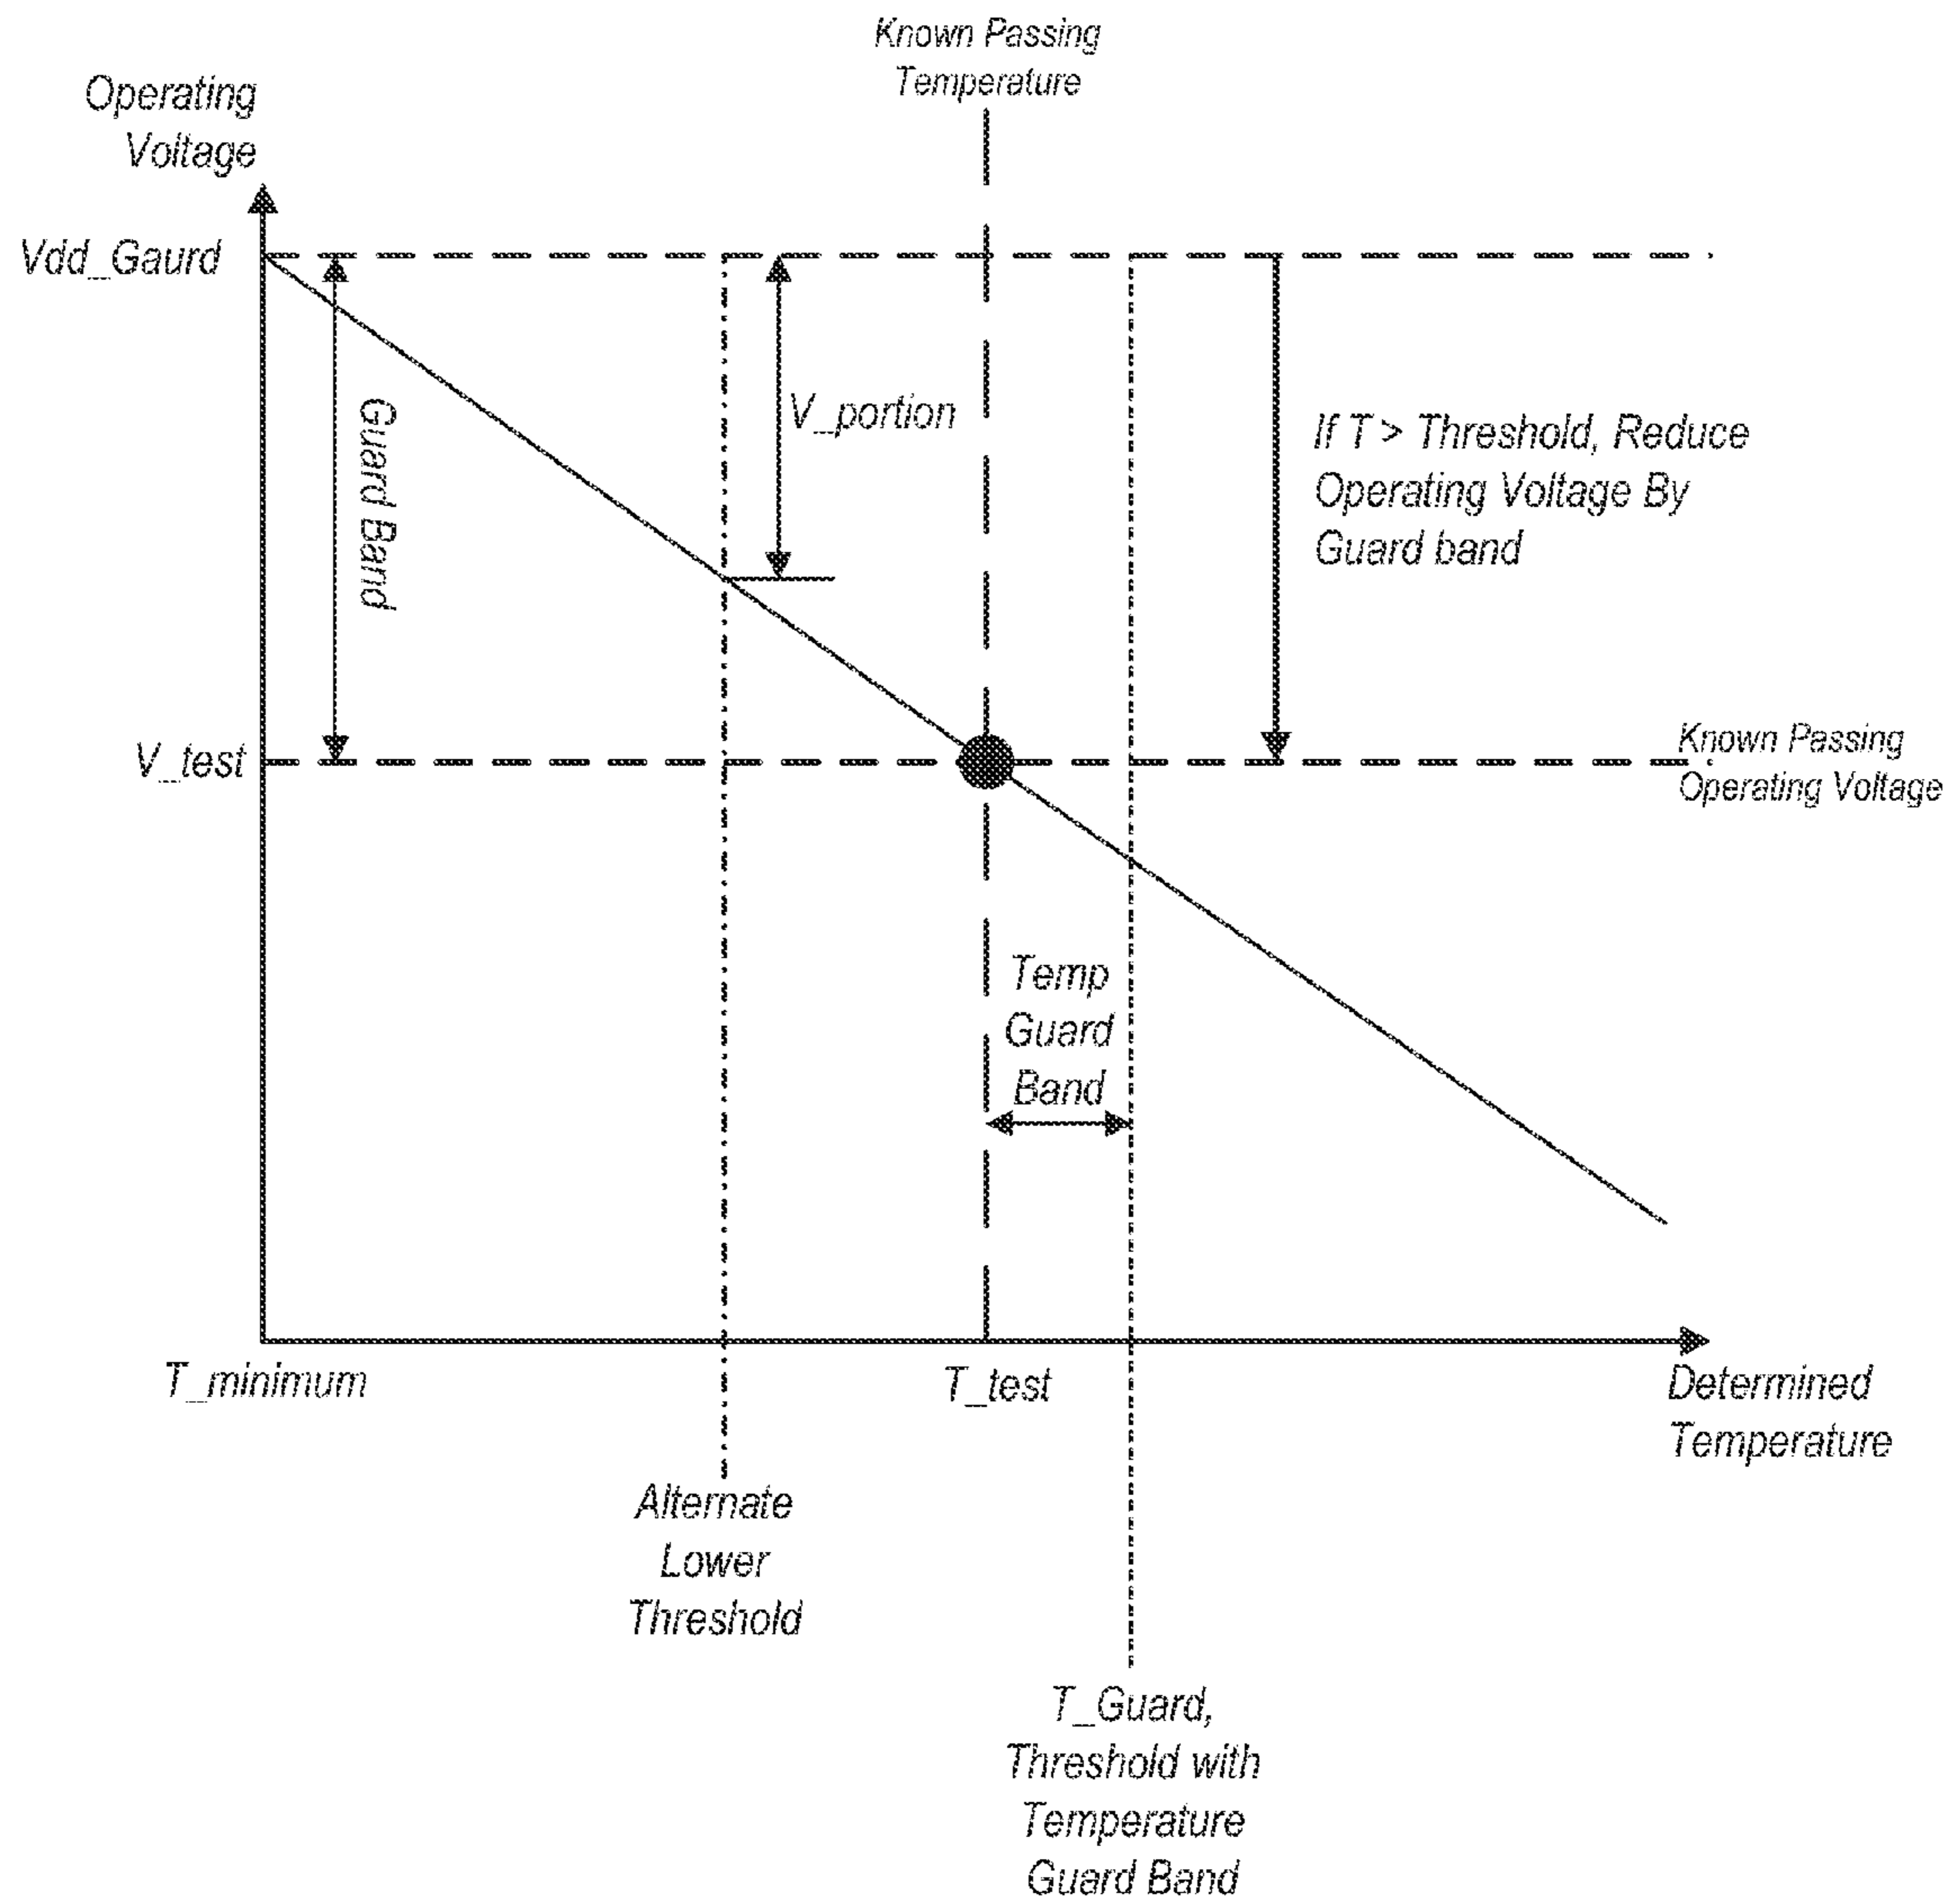 Known Passing
Temperature
Operating
Voltage
Vdd_Gaurd
Guard Band
V_portion
If T > Threshold, Reduce
Operating Voltage By
Guard band
V_test
Known Passing
Operating Voltage
Temp
Guard
Band
T_minimum
T_test
Determined
Temperature
Alternate
Lower
Threshold
T_Guard,
Threshold with
Temperature
Guard Band